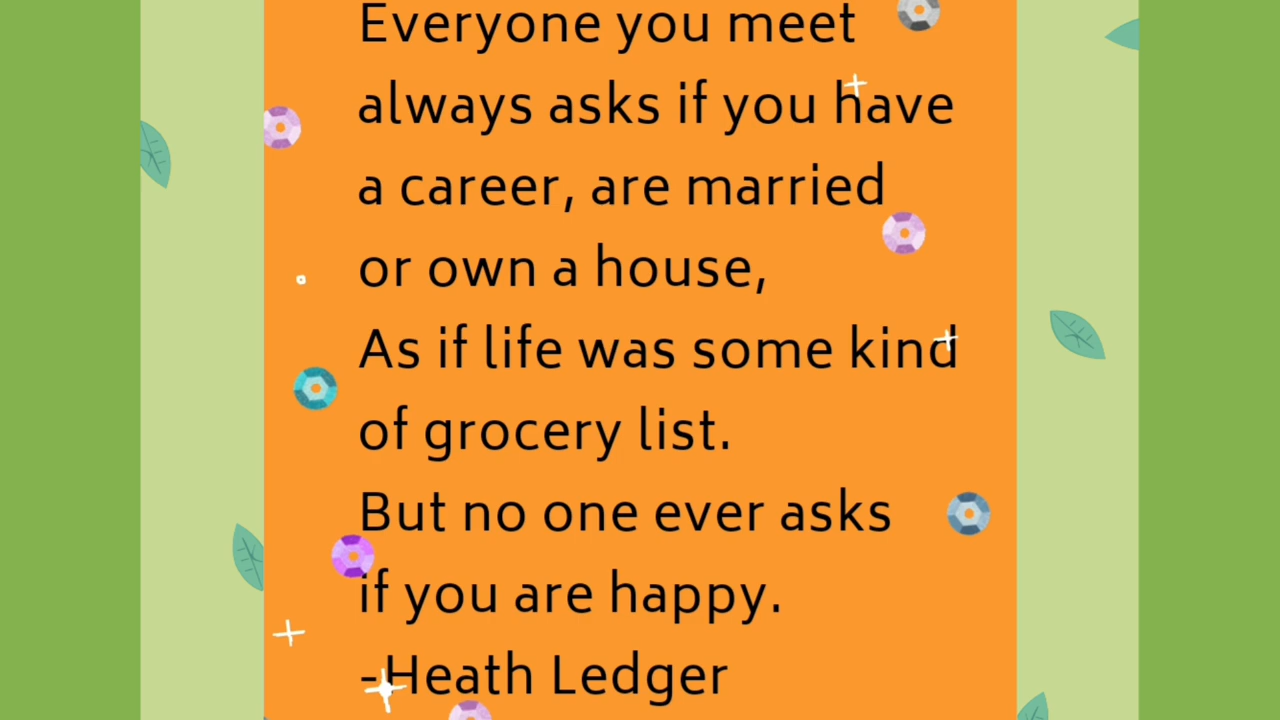 Everyone you meet
always asks if you have
a career, are married
or own a house,
As if life was some kind
of grocery list.
But no one ever asks
if you are happy.
-Heath Ledger